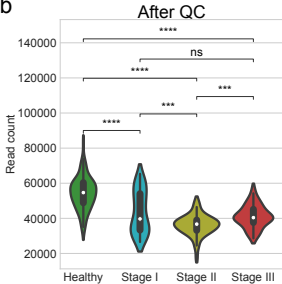 b
After QC
****
ns
****
***
***
****
140000
120000
100000
80000
60000
40000
20000
Read count
Healthy Stage I Stage II Stage III